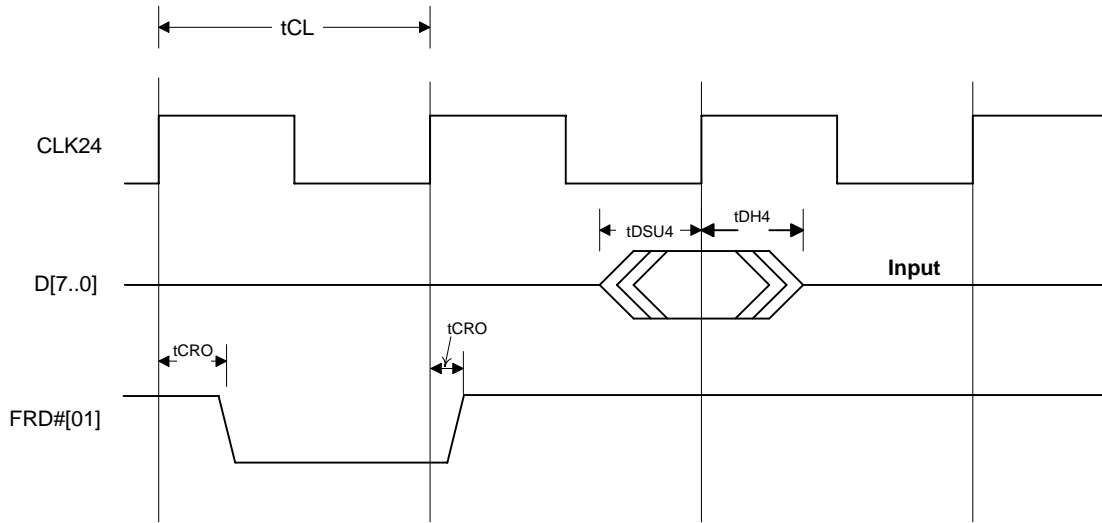 tCL
CLK24
tDSU4
tDH4
D[7..0]
Input
tCRO
tCRO
FRD#[01]